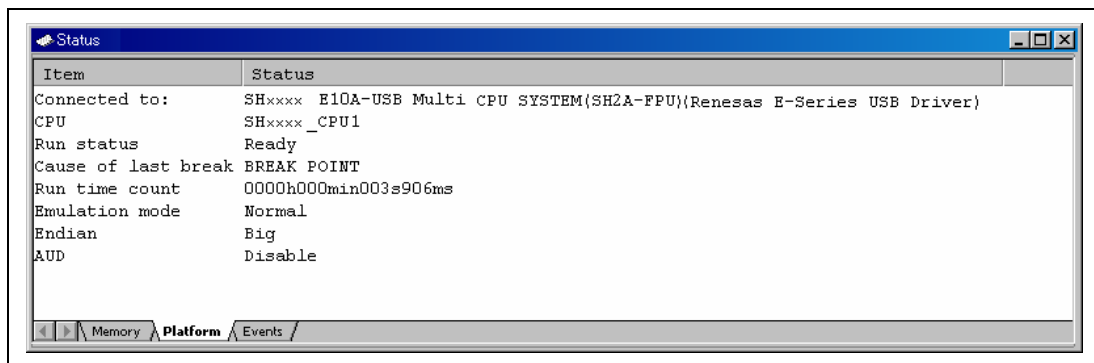 Status
Item Status
Connected to: SHxxxx E10A-USB Multi CPU SYSTEM(SH2A-FPU)(Renesas E-Series USB Driver)
CPU SHxxxx_CPU1
Run status Ready
Cause of last break BREAK POINT
Run time count 0000h000min003s906ms
Emulation mode Normal
Endian Big
AUD Disable
Memory Platform Events